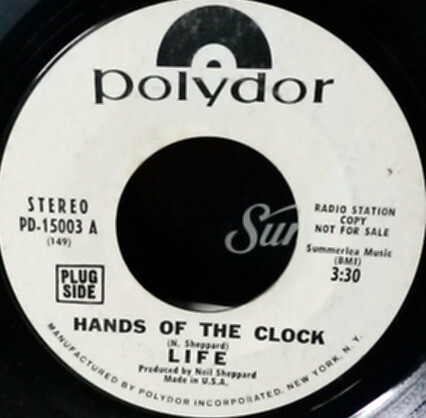 polydor
STEREO
PD-15003 A
(149)
PLUG
SIDE
RADIO STATION
COPY
NOT FOR SALE
Summerlea Music
(BMI)
3:30
HANDS OF THE CLOCK
(N. Sheppard)
LIFE
Produced by Neil Sheppard
Made in U.S.A.
MANUFACTURED BY POLYDOR INCORPORATED, NEW YORK, N. Y.